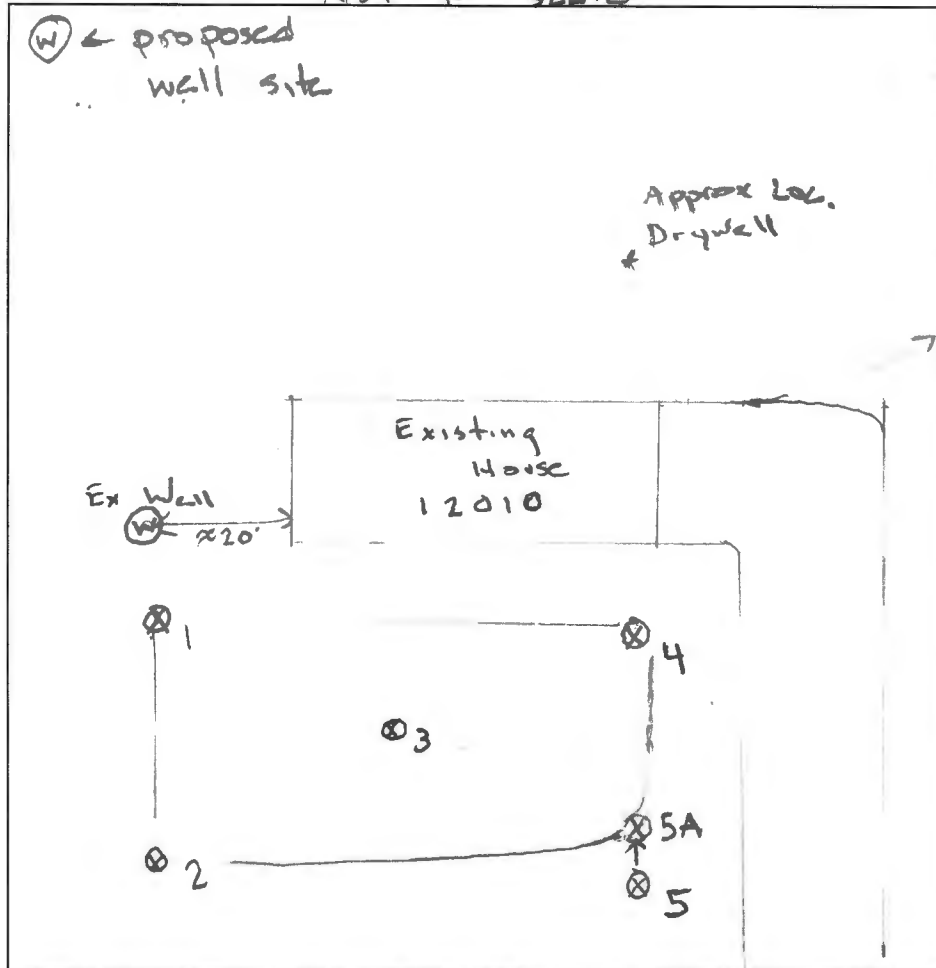 W ← proposed
well site
Approx Loc.
Drywell
Existing
House
12010
Ex Well
W
≈20'
1
4
3
5A
2
5